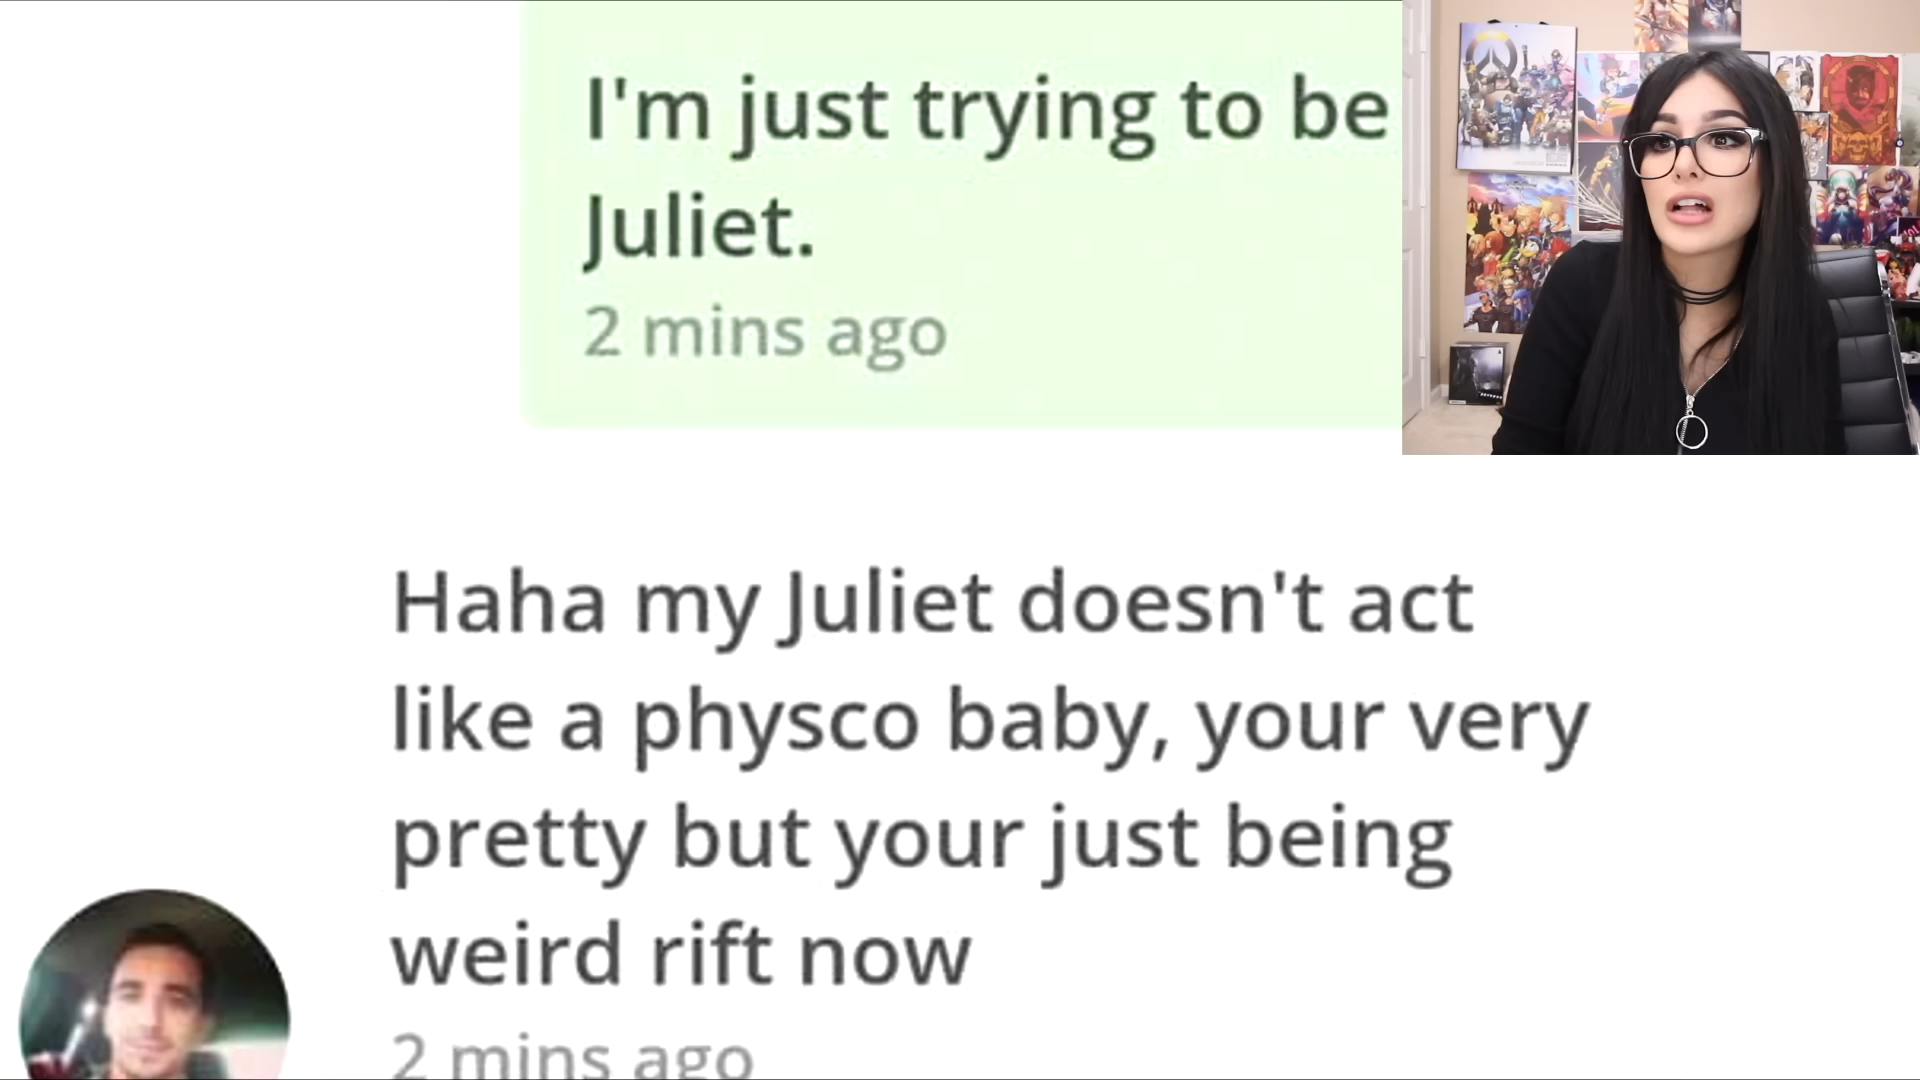 I'm just trying to be
Juliet.
2 mins ago
Haha my Juliet doesn't act
like a physco baby, your very
pretty but your just being
weird rift now
2 mins ago